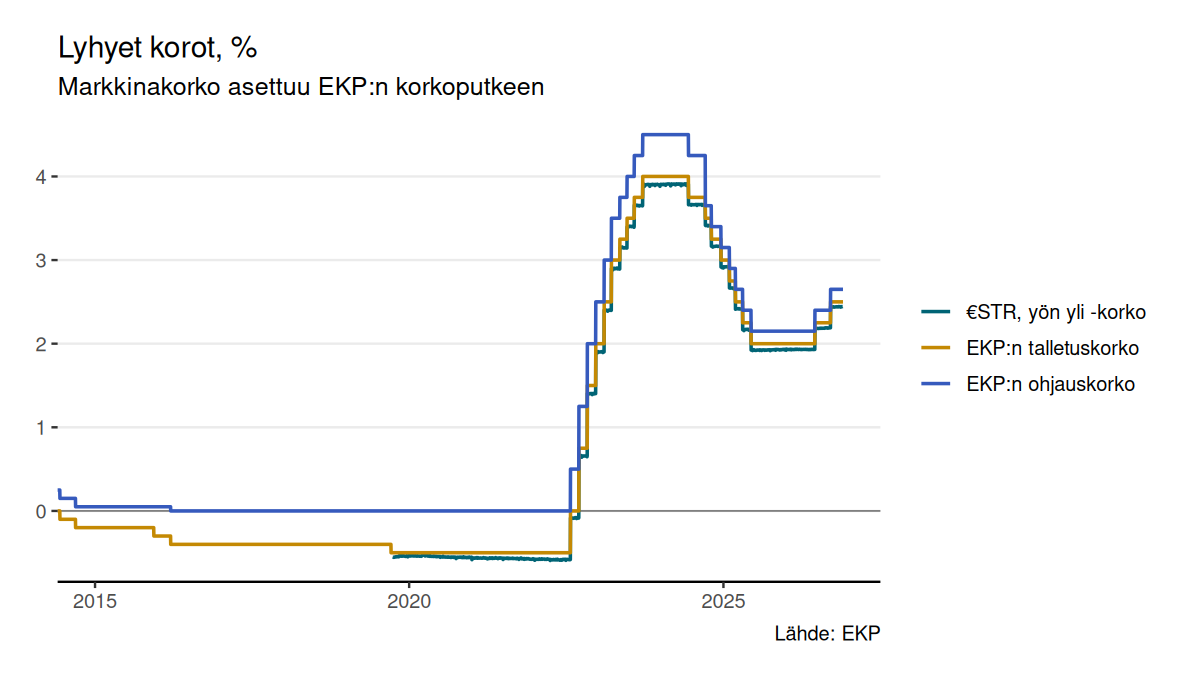 Lyhyet korot, %
Markkinakorko asettuu EKP:n korkoputkeen
4
3
2
1
0
2015
2020
2025
€STR, yön yli -korko
EKP:n talletuskorko
EKP:n ohjauskorko
Lähde: EKP